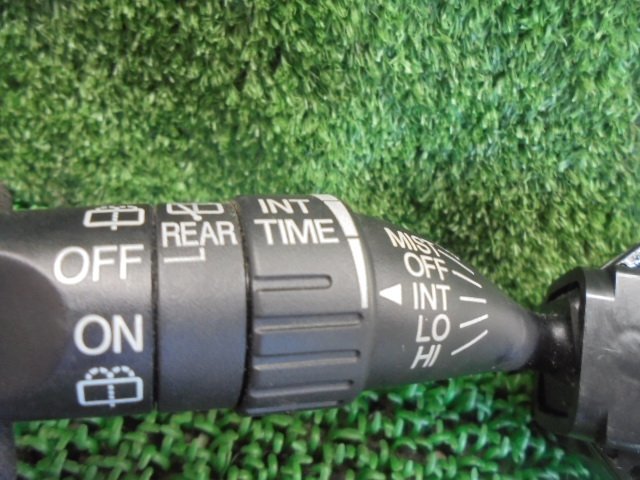 OFF
ON
REAR
INT
TIME
MIST
OFF
INT
LO
HI